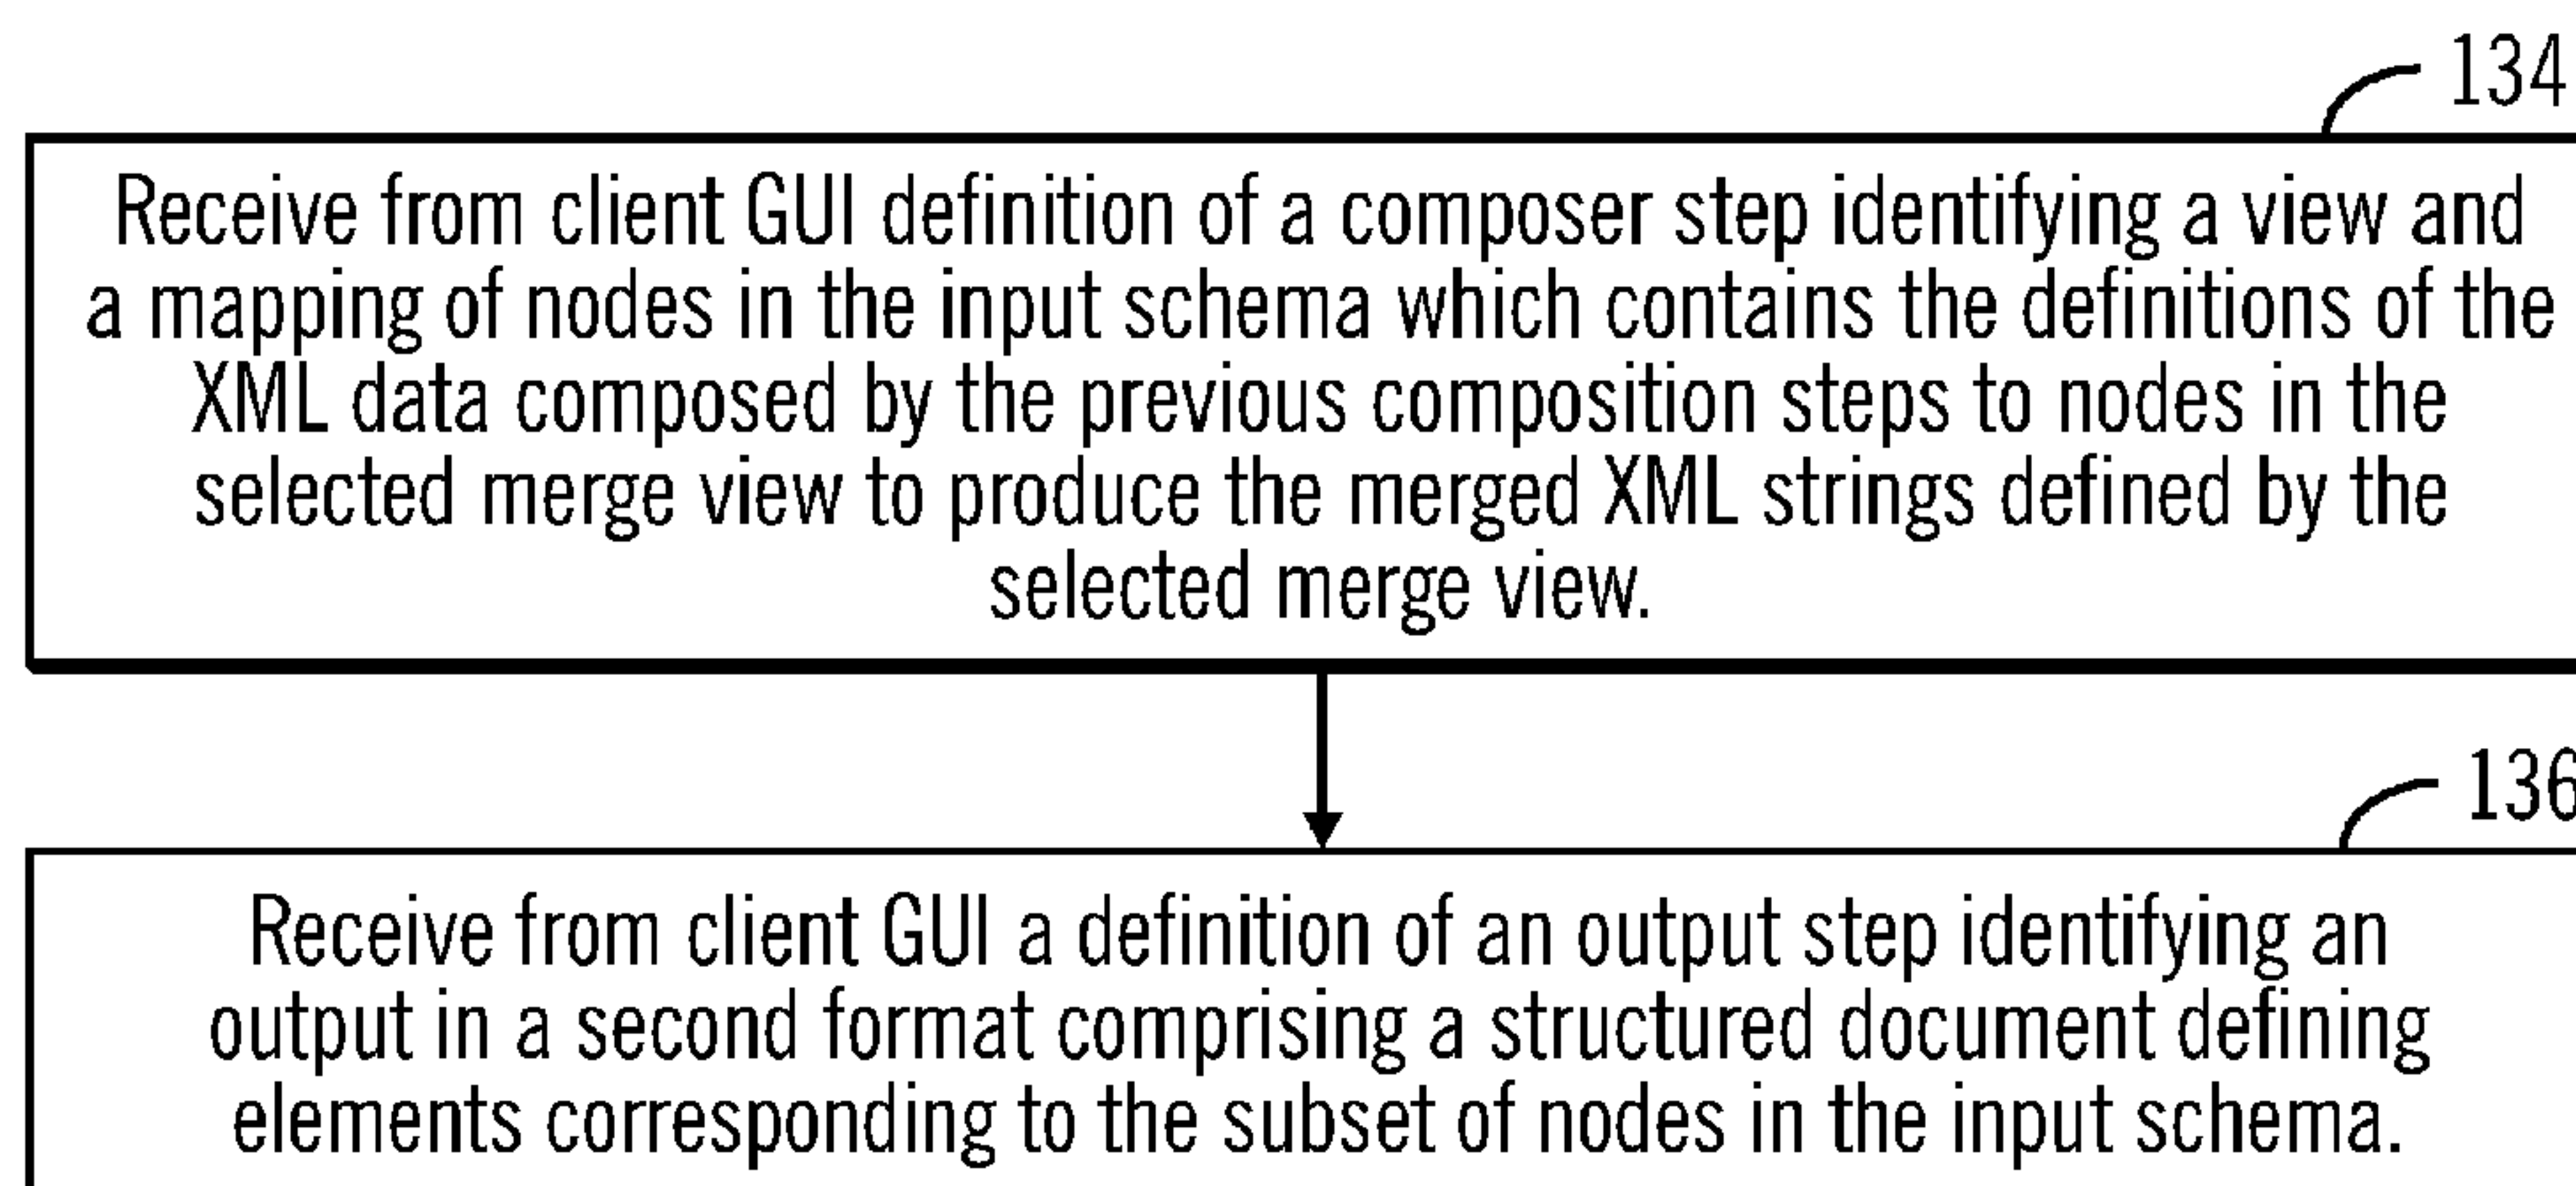 134
Receive from client GUI definition of a composer step identifying a view and
a mapping of nodes in the input schema which contains the definitions of the
XML data composed by the previous composition steps to nodes in the
selected merge view to produce the merged XML strings defined by the
selected merge view.
136
Receive from client GUI a definition of an output step identifying an
output in a second format comprising a structured document defining
elements corresponding to the subset of nodes in the input schema.